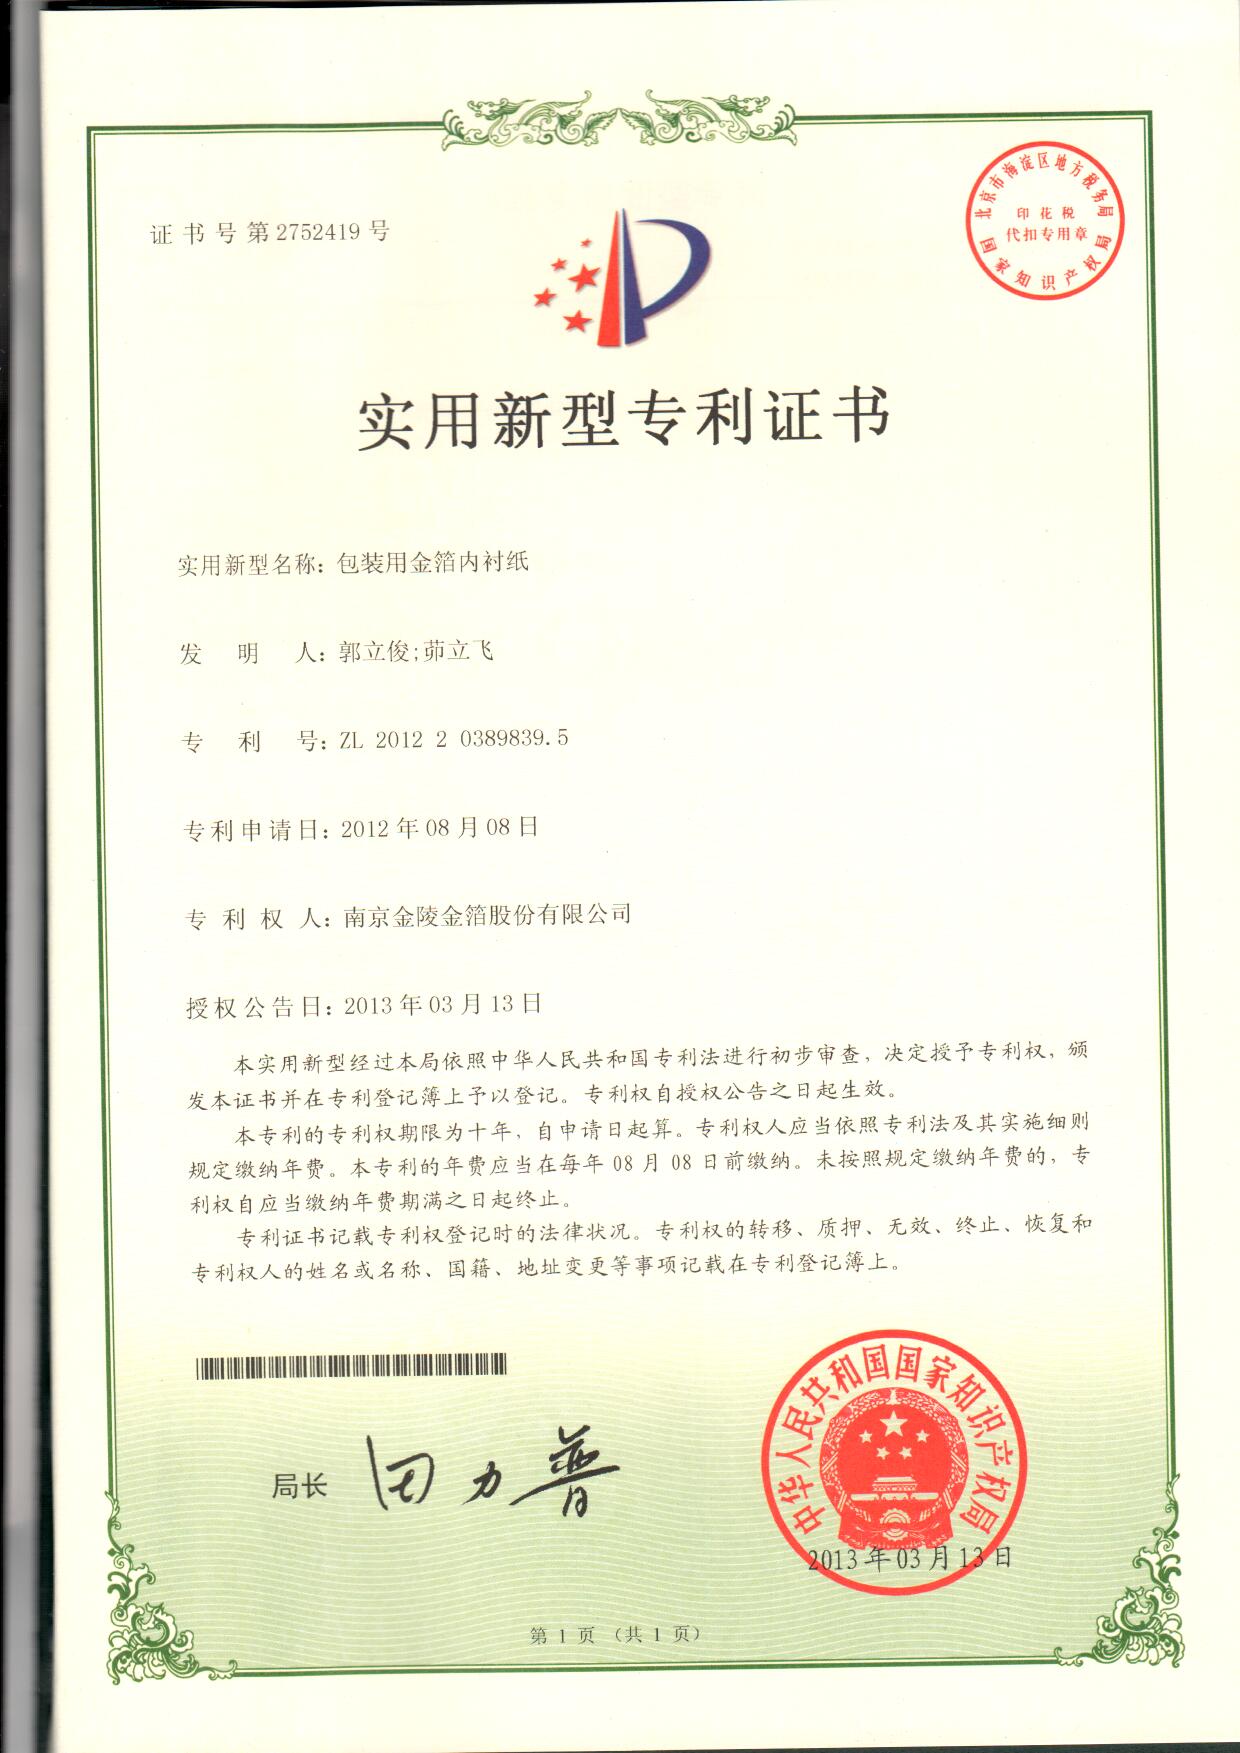 证书号第2752419号
北京市海淀区地方税务局
印花税
代扣专用章
国家知识产权局
实用新型专利证书
实用新型名称：包装用金箔内衬纸
发明人：郭立俊;茆立飞
专利号：ZL 2012 2 0389839.5
专利申请日：2012年08月08日
专利权人：南京金陵金箔股份有限公司
授权公告日：2013年03月13日
本实用新型经过本局依照中华人民共和国专利法进行初步审查，决定授予专利权，颁
发本证书并在专利登记簿上予以登记。专利权自授权公告之日起生效。
本专利的专利权期限为十年，自申请日起算。专利权人应当依照专利法及其实施细则
规定缴纳年费。本专利的年费应当在每年08月08日前缴纳。未按照规定缴纳年费的，专
利权自应当缴纳年费期满之日起终止。
专利证书记载专利权登记时的法律状况。专利权的转移、质押、无效、终止、恢复和
专利权人的姓名或名称、国籍、地址变更等事项记载在专利登记簿上。
局长 田力普
中华人民共和国国家知识产权局
2013年03月13日
第1页（共1页）